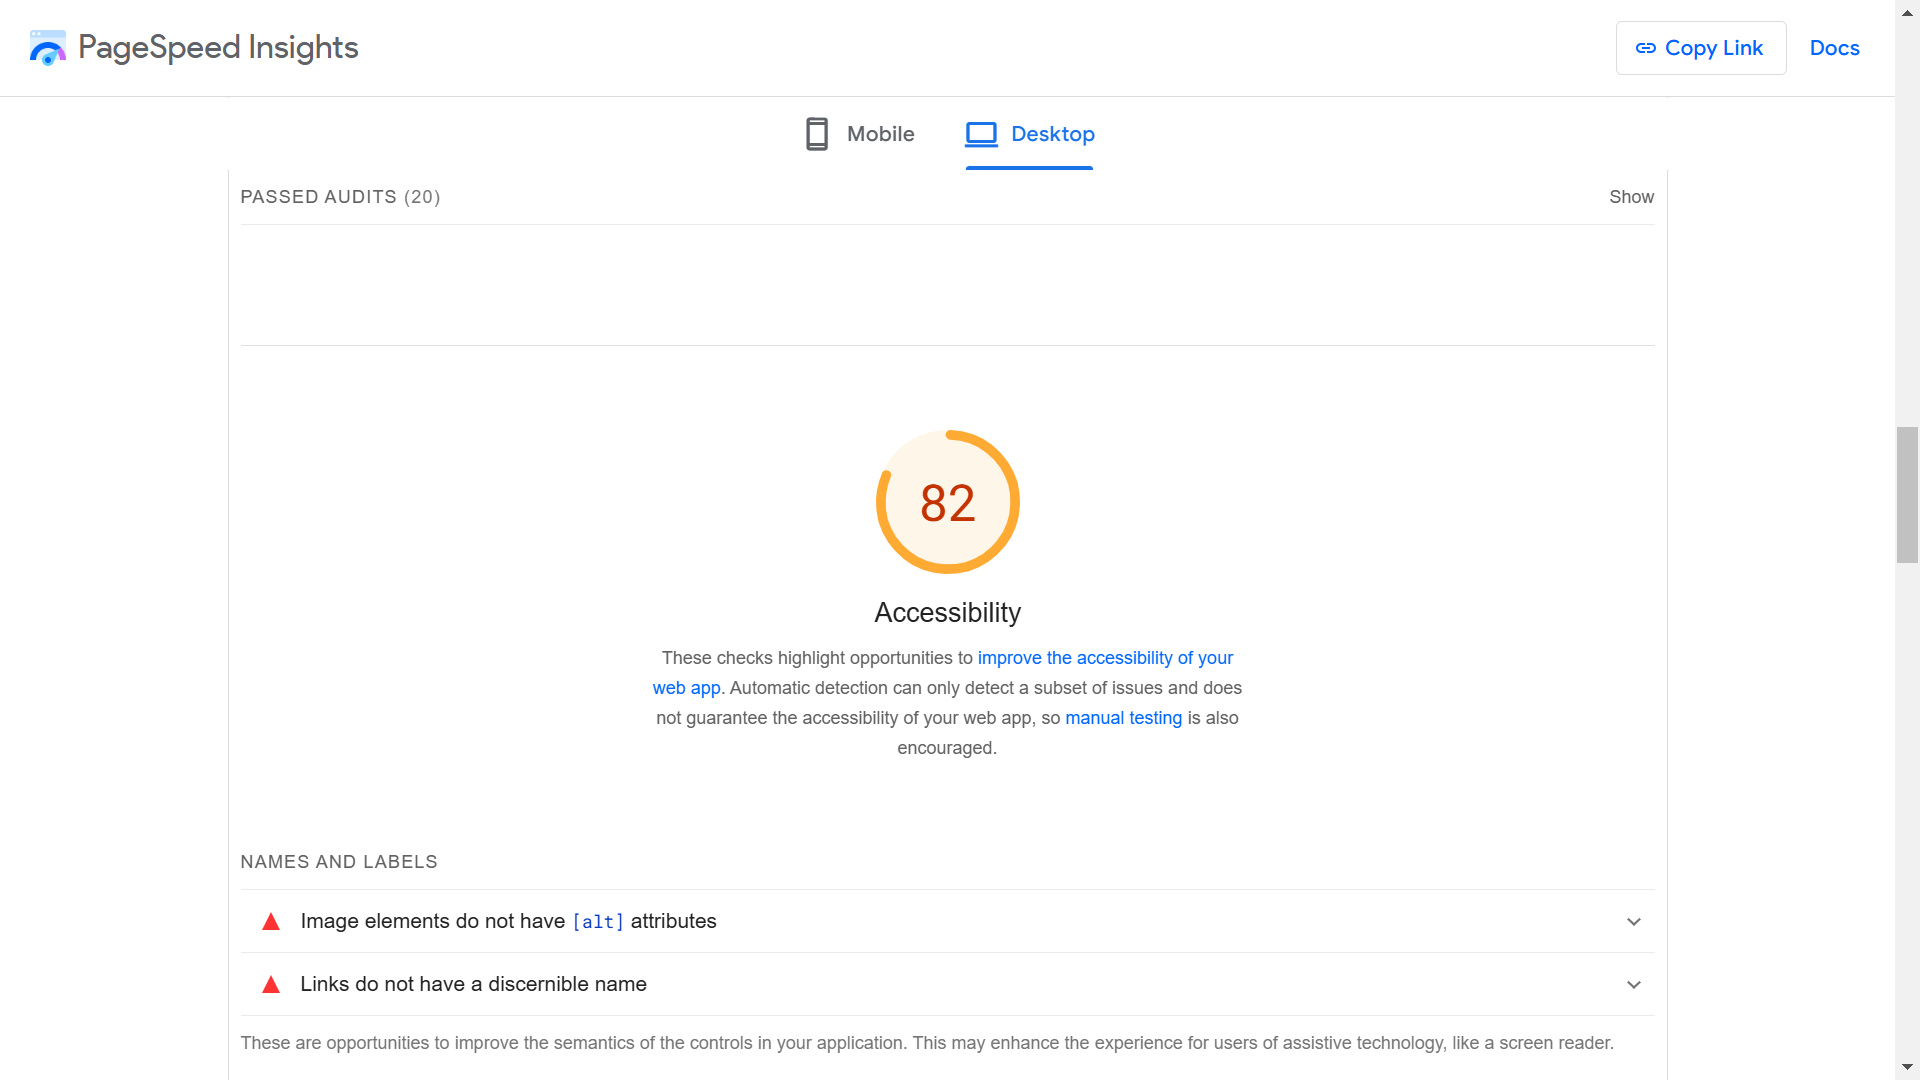 PageSpeed Insights
Copy Link
Docs
Mobile
Desktop
PASSED AUDITS (20)
Show
82
Accessibility
These checks highlight opportunities to improve the accessibility of your
web app. Automatic detection can only detect a subset of issues and does
not guarantee the accessibility of your web app, so manual testing is also
encouraged.
NAMES AND LABELS
Image elements do not have [alt] attributes
Links do not have a discernible name
These are opportunities to improve the semantics of the controls in your application. This may enhance the experience for users of assistive technology, like a screen reader.